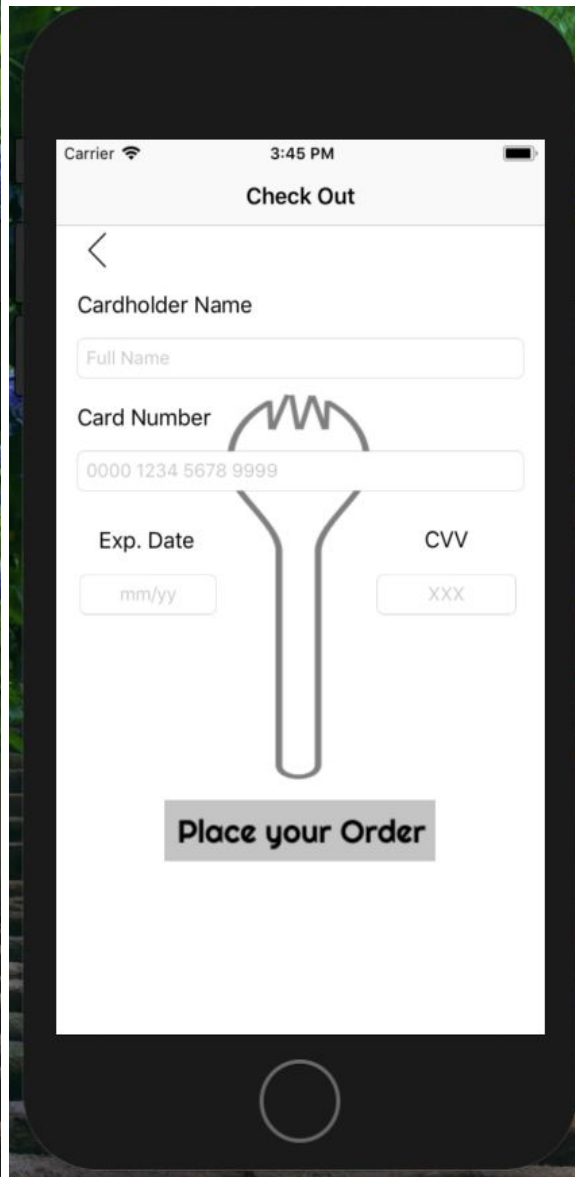 Carrier 3:45 PM
Check Out
Cardholder Name
Full Name
Card Number
0000 1234 5678 9999
Exp. Date CVV
mm/yy XXX
Place your Order